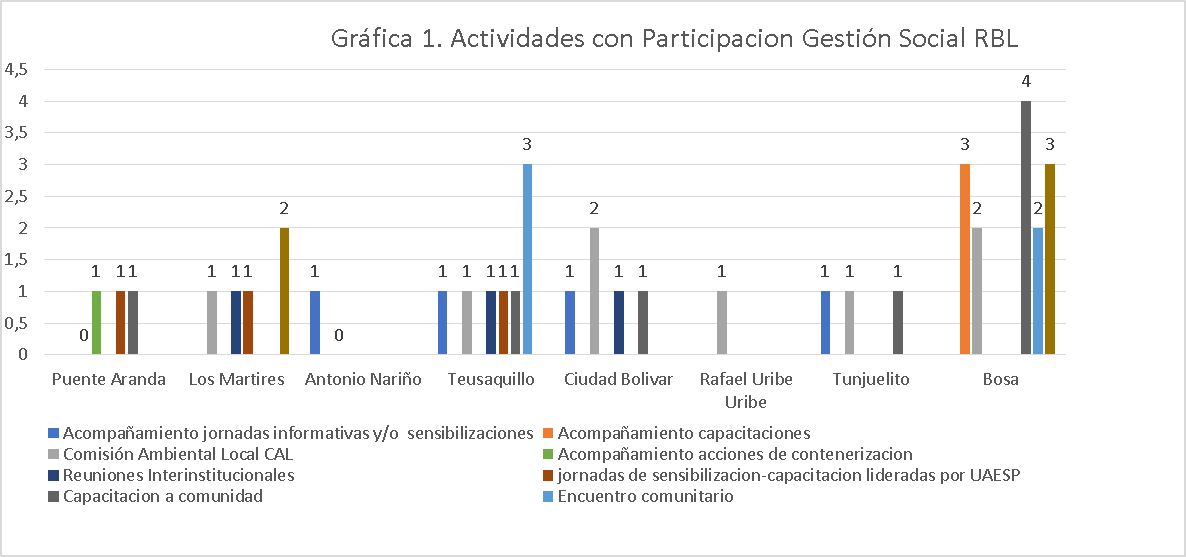 Gráfica 1. Actividades con Participacion Gestión Social RBL
4,5
4
3,5
3
2,5
2
1,5
1
0,5
0
0 1 1 1
1 1 1 2
1 0
1 1 1 1 1 3
1 2 1 1
1
1 1 1
3 2 4 2 3
Puente Aranda
Los Martires
Antonio Nariño
Teusaquillo
Ciudad Bolivar
Rafael Uribe
Uribe
Tunjuelito
Bosa
Acompañamiento jornadas informativas y/o sensibilizaciones
Acompañamiento capacitaciones
Comisión Ambiental Local CAL
Acompañamiento acciones de contenerizacion
Reuniones Interinstitucionales
jornadas de sensibilizacion-capacitacion lideradas por UAESP
Capacitacion a comunidad
Encuentro comunitario